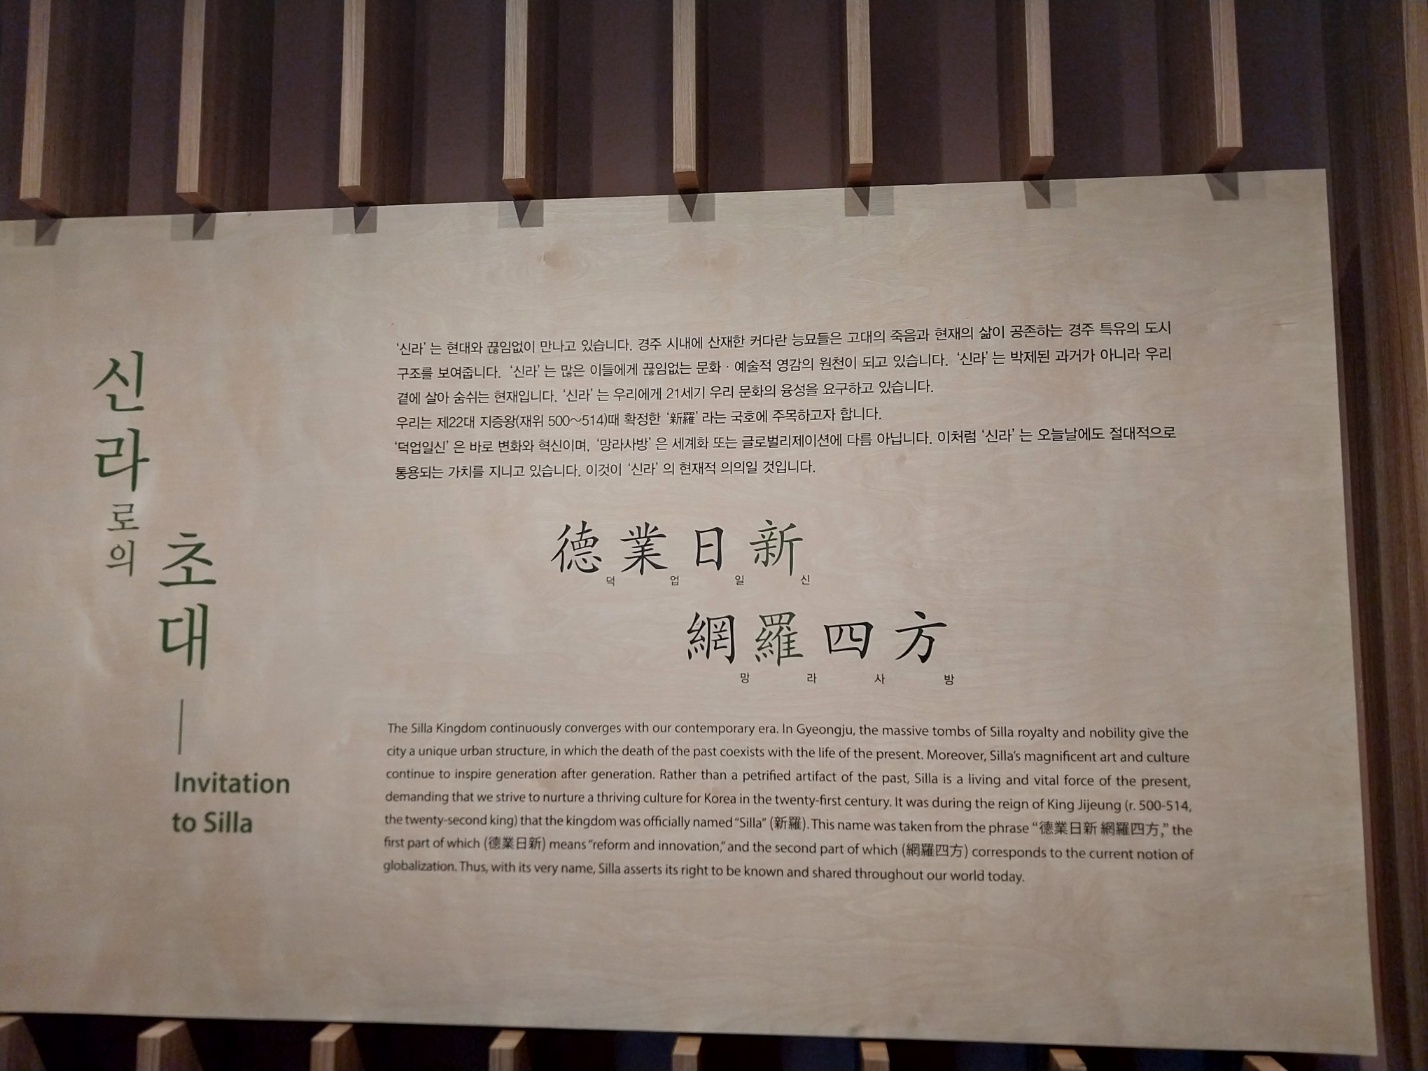 신라로의
초대
Invitation
to Silla
‘신라’는 현대와 끊임없이 만나고 있습니다. 경주 시내에 산재한 커다란 능묘들은 고대의 죽음과 현재의 삶이 공존하는 경주 특유의 도시
구조를 보여줍니다. ‘신라’는 많은 이들에게 끊임없는 문화·예술적 영감의 원천이 되고 있습니다. ‘신라’는 박제된 과거가 아니라 우리
곁에 살아 숨쉬는 현재입니다. ‘신라’는 우리에게 21세기 우리 문화의 융성을 요구하고 있습니다.
우리는 제22대 지증왕(재위 500~514)때 확정한 ‘新羅’라는 국호에 주목하고자 합니다.
‘덕업일신’은 바로 변화와 혁신이며, ‘망라사방’은 세계화 또는 글로벌리제이션에 다름 아닙니다. 이처럼 ‘신라’는 오늘날에도 절대적으로
통용되는 가치를 지니고 있습니다. 이것이 ‘신라’의 현재적 의의일 것입니다.
德業日新
덕 업 일 신
網羅四方
망 라 사 방
The Silla Kingdom continuously converges with our contemporary era. In Gyeongju, the massive tombs of Silla royalty and nobility give the
city a unique urban structure, in which the death of the past coexists with the life of the present. Moreover, Silla's magnificent art and culture
continue to inspire generation after generation. Rather than a petrified artifact of the past, Silla is a living and vital force of the present,
demanding that we strive to nurture a thriving culture for Korea in the twenty-first century. It was during the reign of King Jijeung (r. 500-514,
the twenty-second king) that the kingdom was officially named "Silla" (新羅). This name was taken from the phrase "德業日新 網羅四方," the
first part of which (德業日新) means "reform and innovation," and the second part of which (網羅四方) corresponds to the current notion of
globalization. Thus, with its very name, Silla asserts its right to be known and shared throughout our world today.